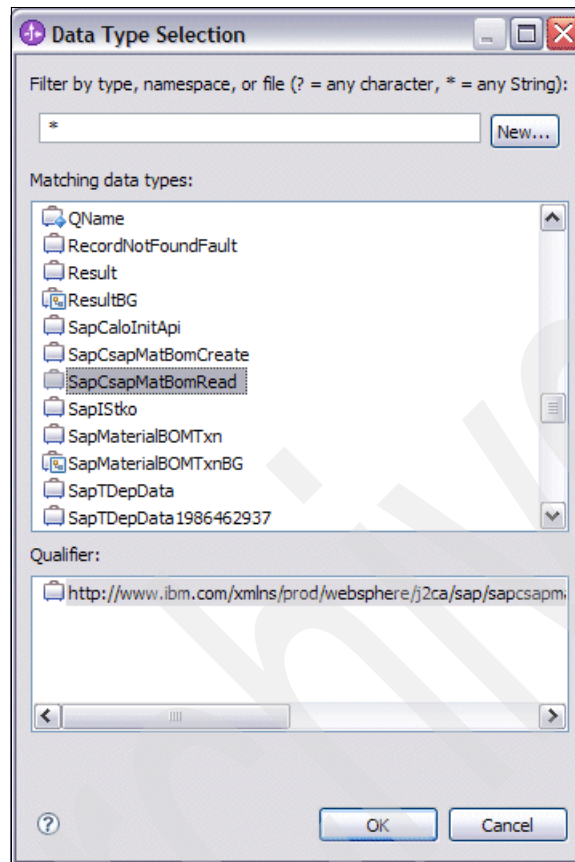 Data Type Selection
Filter by type, namespace, or file (? = any character, * = any String):
*
New...
Matching data types:
QName
RecordNotFoundFault
Result
ResultBG
SapCaloInitApi
SapCsapMatBomCreate
SapCsapMatBomRead
SapIStko
SapMaterialBOMTxn
SapMaterialBOMTxnBG
SapTDepData
SapTDepData1986462937
Qualifier:
http://www.ibm.com/xmlns/prod/websphere/j2ca/sap/sapcsapma
?
OK
Cancel